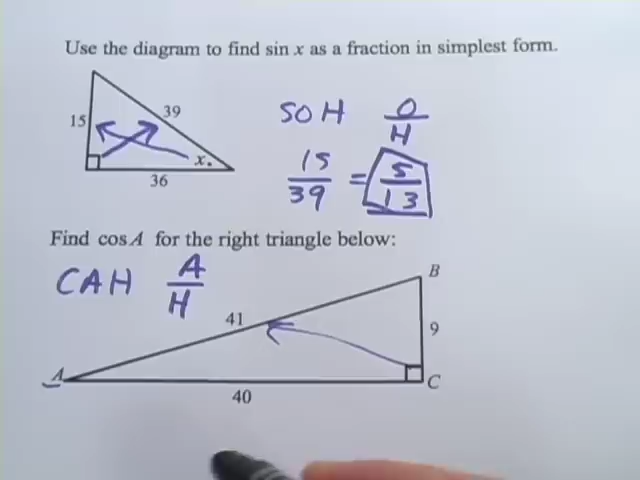 Use the diagram to find sin x as a fraction in simplest form.
15
39
x.
36
SOH O/H
15/39 = 5/13
Find cos A for the right triangle below:
CAH A/H
B
41
9
A
C
40